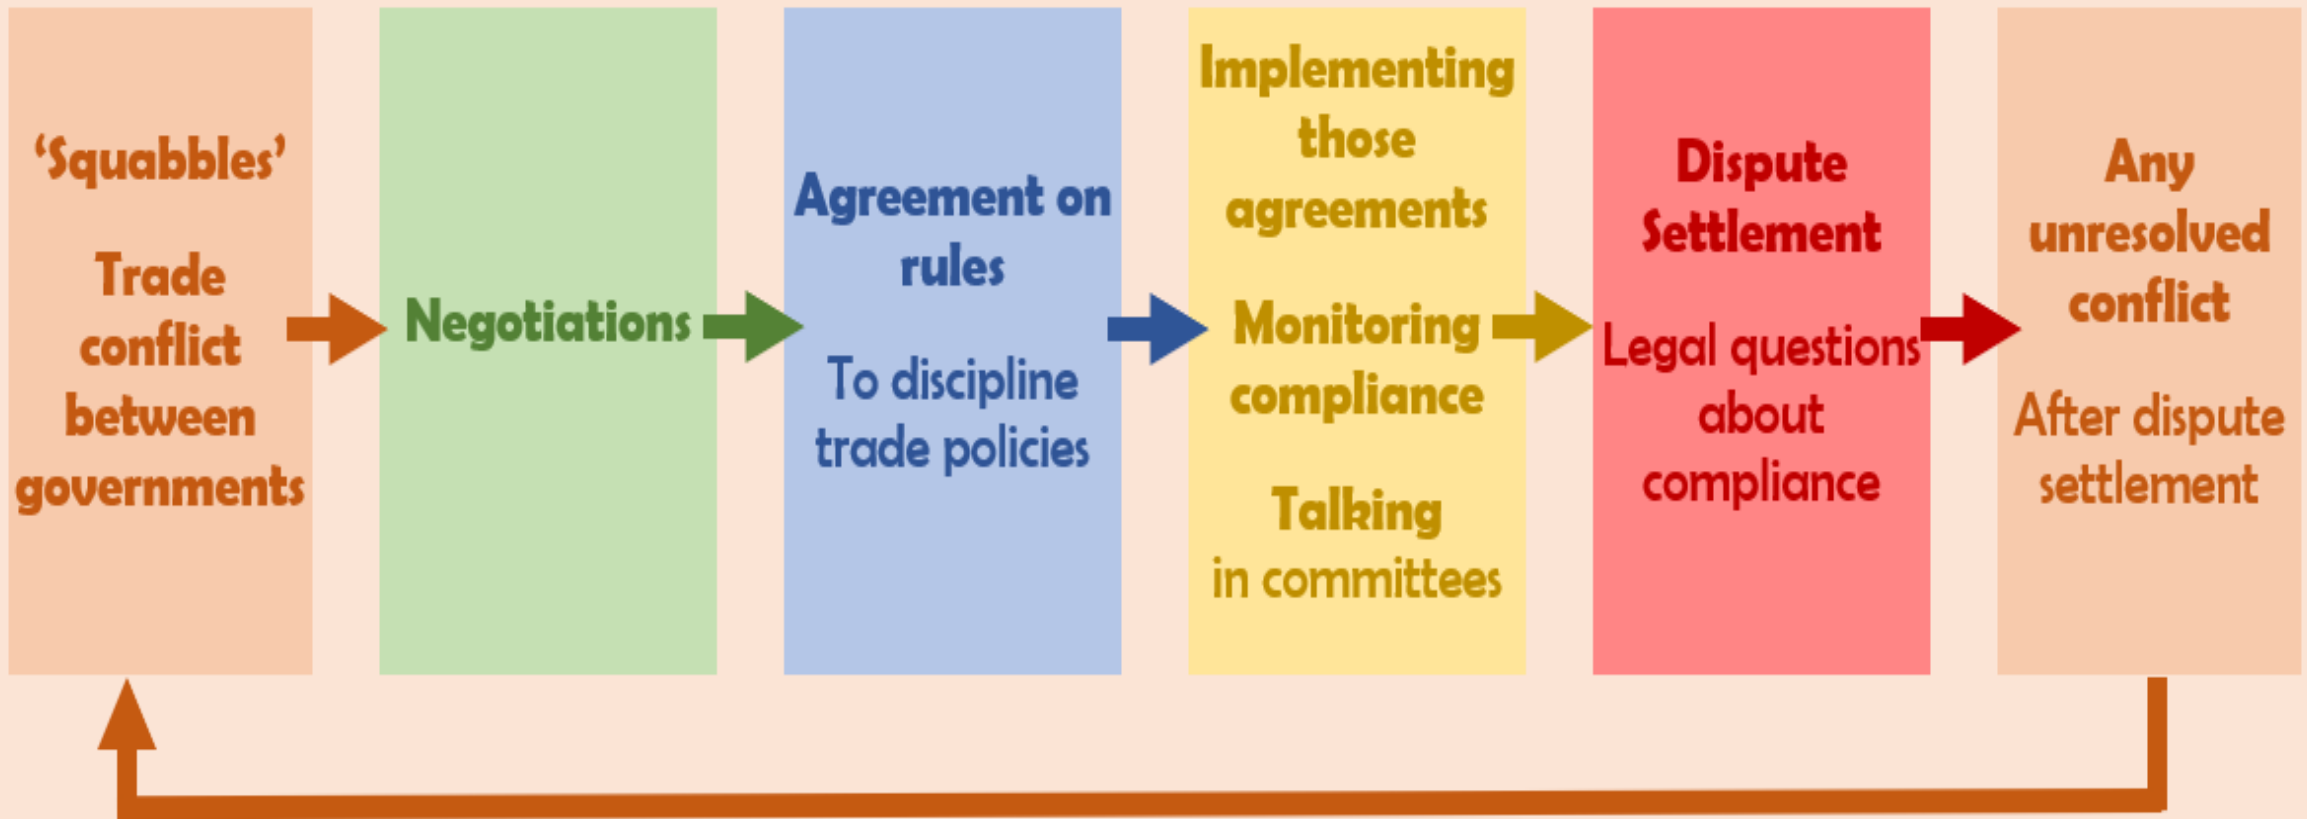 ‘Squabbles’
Trade
conflict
between
governments
Negotiations
Agreement on
rules
To discipline
trade policies
Implementing
those
agreements
Monitoring
compliance
Talking
in committees
Dispute
Settlement
Legal questions
about
compliance
Any
unresolved
conflict
After dispute
settlement